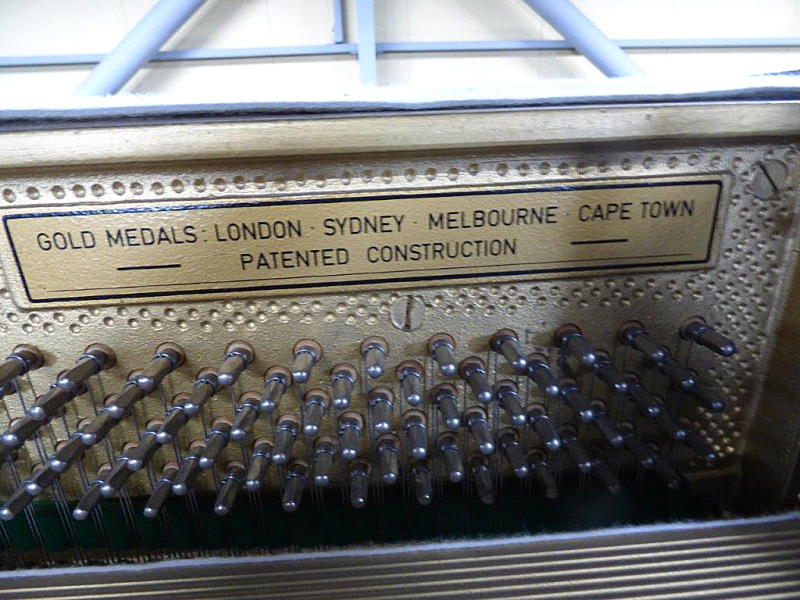 GOLD MEDALS: LONDON · SYDNEY · MELBOURNE · CAPE TOWN
PATENTED CONSTRUCTION